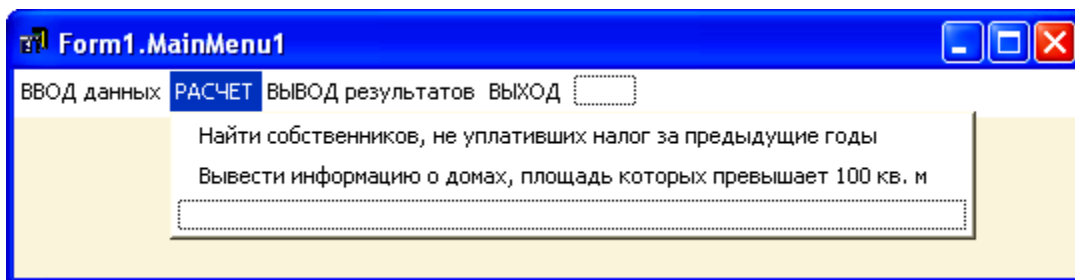 Form1.MainMenu1
ВВОД данных РАСЧЕТ ВЫВОД результатов ВЫХОД
Найти собственников, не уплативших налог за предыдущие годы
Вывести информацию о домах, площадь которых превышает 100 кв. м